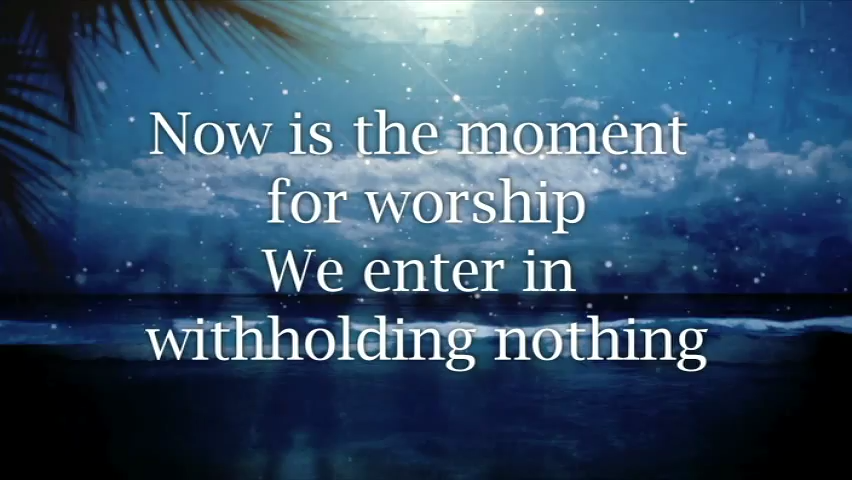 Now is the moment
for worship
We enter in
withholding nothing